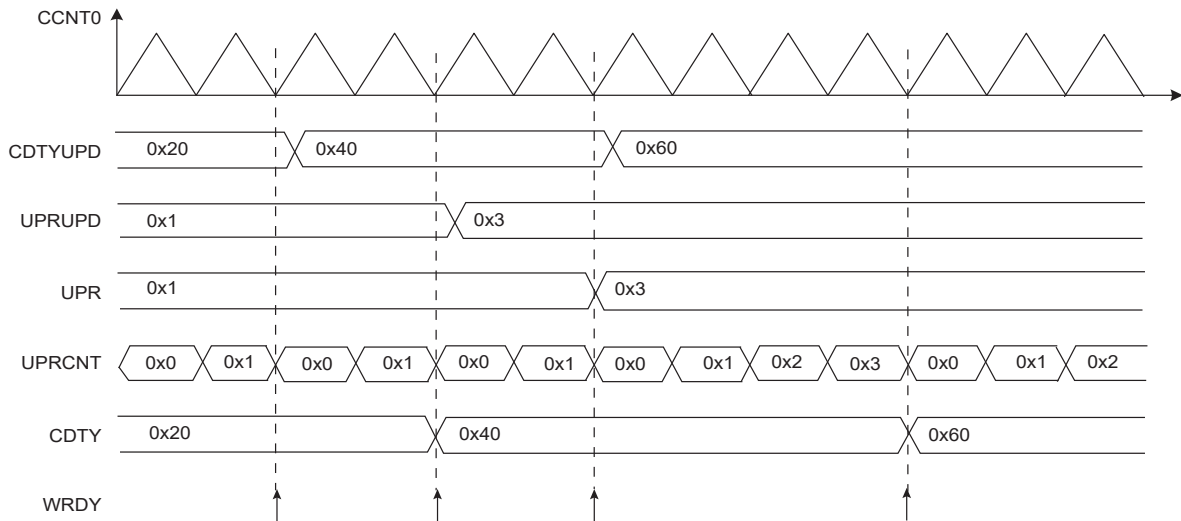 CCNT0
CDTYUPD 0x20 0x40 0x60
UPRUPD 0x1 0x3
UPR 0x1 0x3
UPRCNT 0x0 0x1 0x0 0x1 0x0 0x1 0x0 0x1 0x2 0x3 0x0 0x1 0x2
CDTY 0x20 0x40 0x60
WRDY